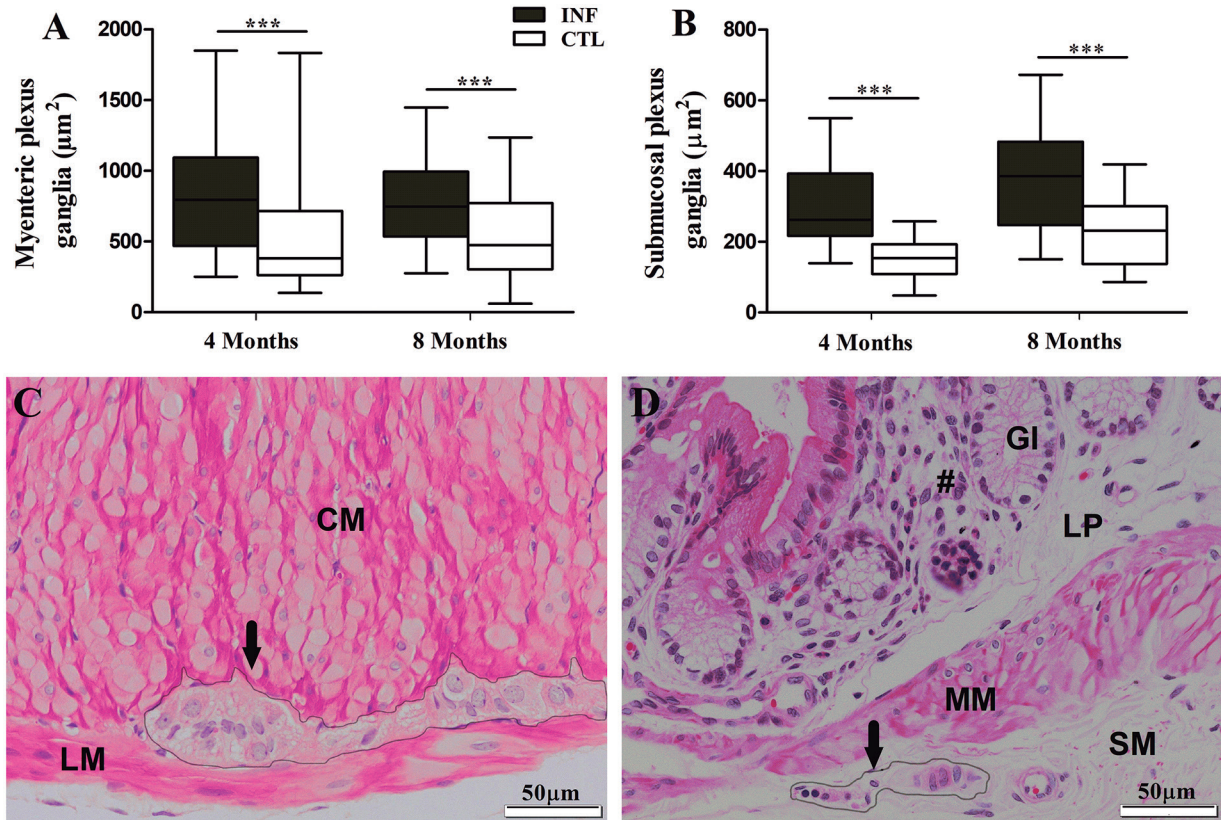 A
Myenteric plexus
ganglia (µm²)
2000
1500
1000
500
0
***
***
INF
CTL
4 Months
8 Months
B
Submucosal plexus
ganglia (µm²)
800
600
400
200
0
***
***
4 Months
8 Months
C
CM
LM
50µm
D
Gl
#
LP
MM
SM
50µm